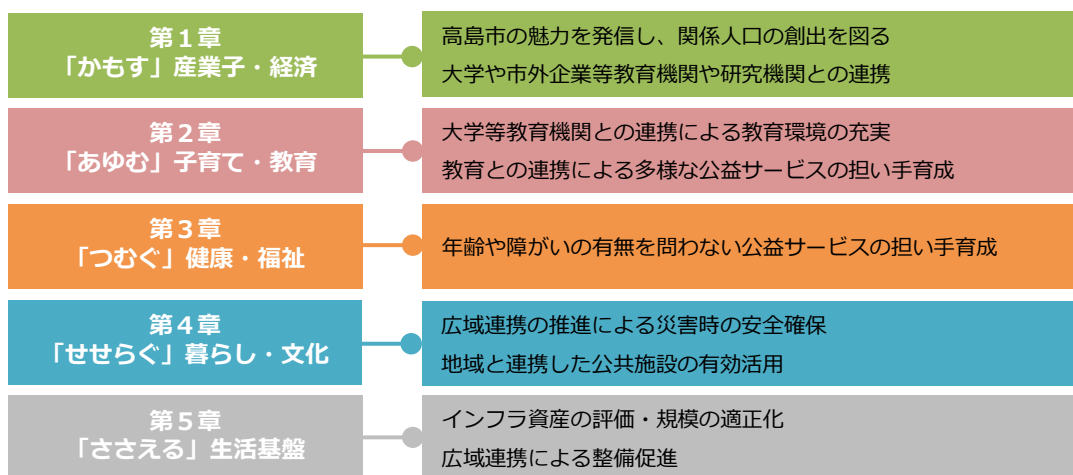 第１章
「かもす」産業子・経済
高島市の魅力を発信し、関係人口の創出を図る
大学や市外企業等教育機関や研究機関との連携
第２章
「あゆむ」子育て・教育
大学等教育機関との連携による教育環境の充実
教育との連携による多様な公益サービスの担い手育成
第３章
「つむぐ」健康・福祉
年齢や障がいの有無を問わない公益サービスの担い手育成
第４章
「せせらぐ」暮らし・文化
広域連携の推進による災害時の安全確保
地域と連携した公共施設の有効活用
第５章
「ささえる」生活基盤
インフラ資産の評価・規模の適正化
広域連携による整備促進